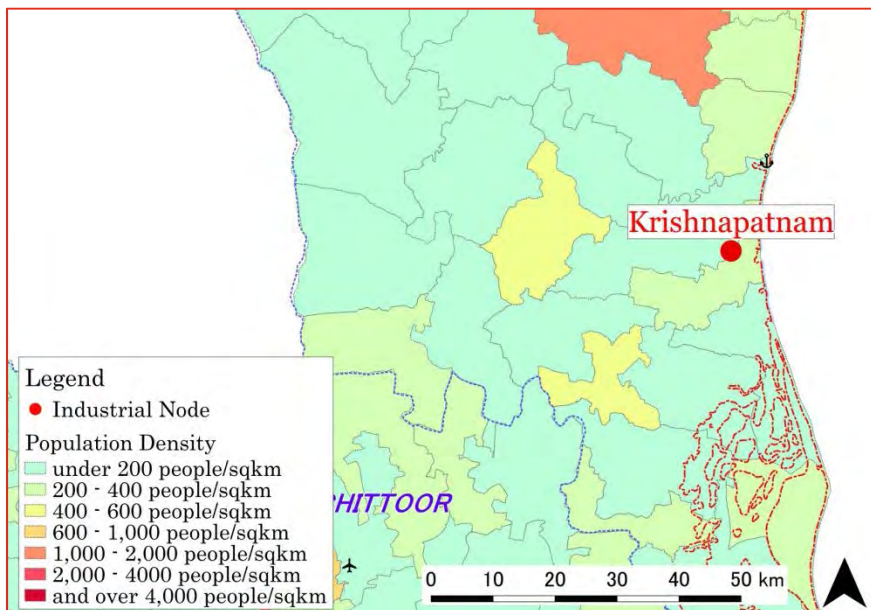 Krishnapatnam
Legend
Industrial Node
Population Density
under 200 people/sqkm
200 - 400 people/sqkm
400 - 600 people/sqkm
600 - 1,000 people/sqkm
1,000 - 2,000 people/sqkm
2,000 - 4000 people/sqkm
and over 4,000 people/sqkm
HITTOOR
0 10 20 30 40 50 km